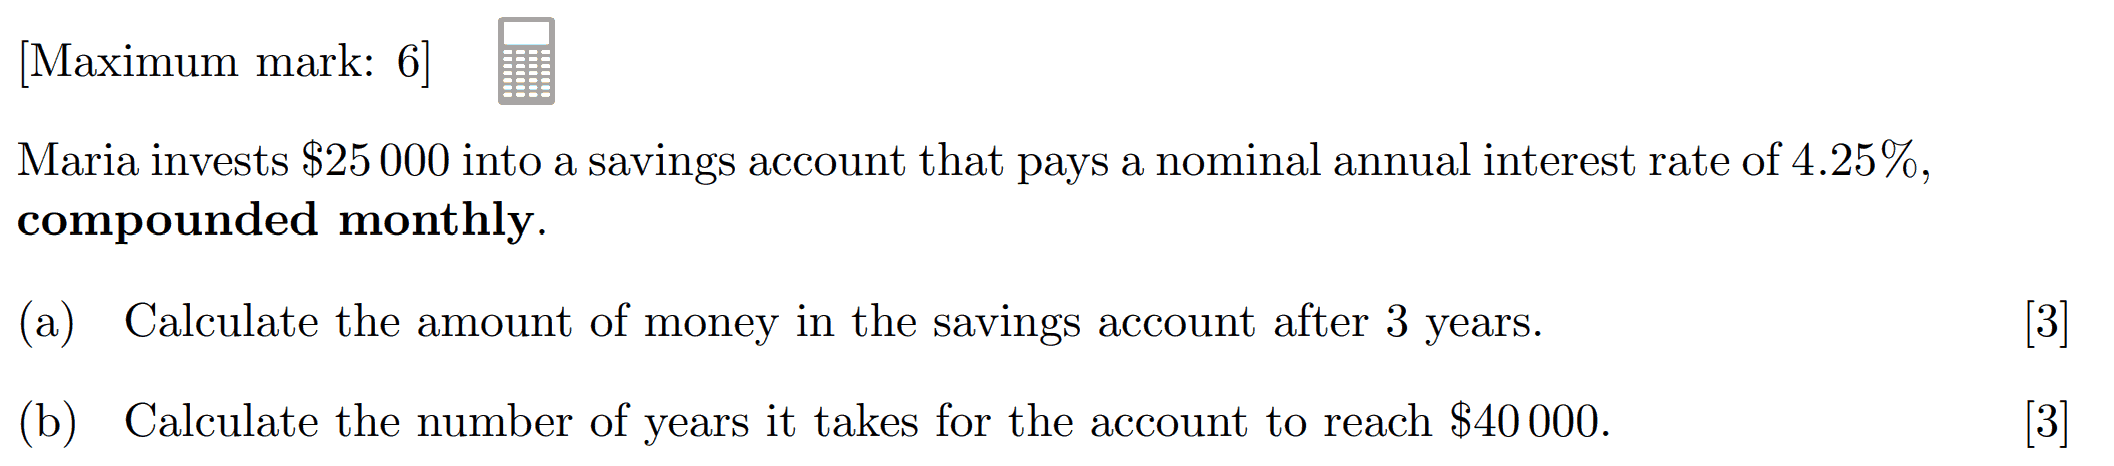 [Maximum mark: 6]
Maria invests $25 000 into a savings account that pays a nominal annual interest rate of 4.25%,
compounded monthly.
(a) Calculate the amount of money in the savings account after 3 years. [3]
(b) Calculate the number of years it takes for the account to reach $40 000. [3]